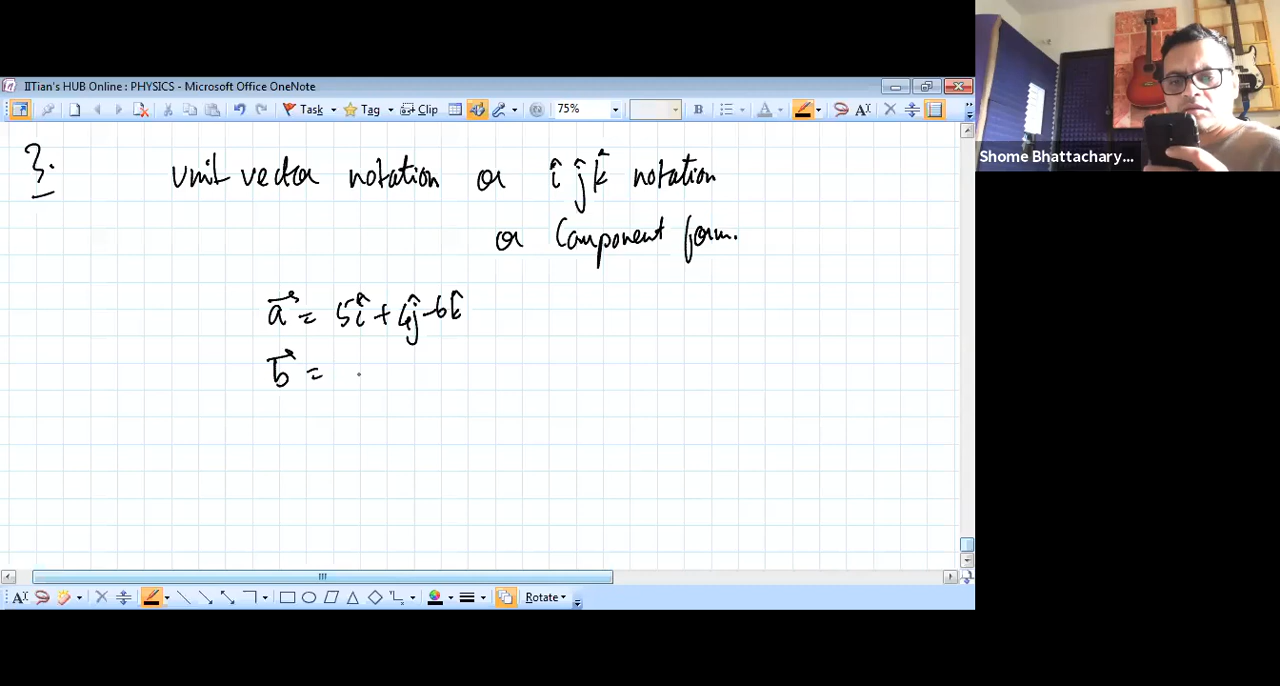 IITian's HUB Online : PHYSICS - Microsoft Office OneNote
Task Tag Clip 75% B A
3. unit vector notation or î ĵ k̂ notation
or Component form.
a⃗ = 5î + 4ĵ - 6k̂
b⃗ =
Rotate
Shome Bhattachary...